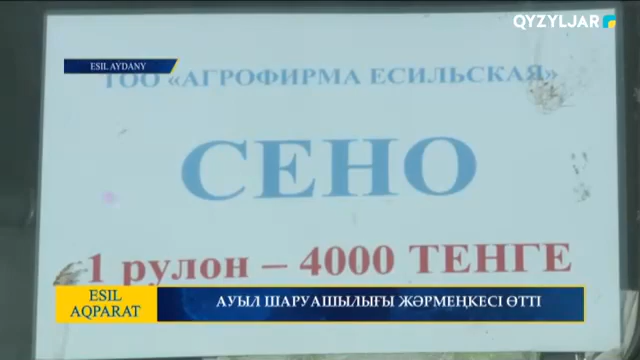 QYZYLJAR
ESIL AYDANY
ТОО «АГРОФИРМА ЕСИЛЬСКАЯ»
СЕНО
1 рулон – 4000 ТЕНГЕ
ESIL
AQPARAT
АУЫЛ ШАРУАШЫЛЫҒЫ ЖӘРМЕҢКЕСІ ӨТТІ